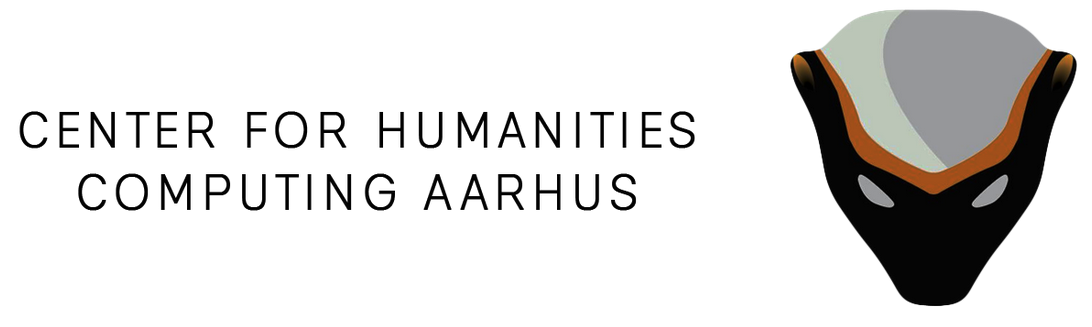 CENTER FOR HUMANITIES
COMPUTING AARHUS